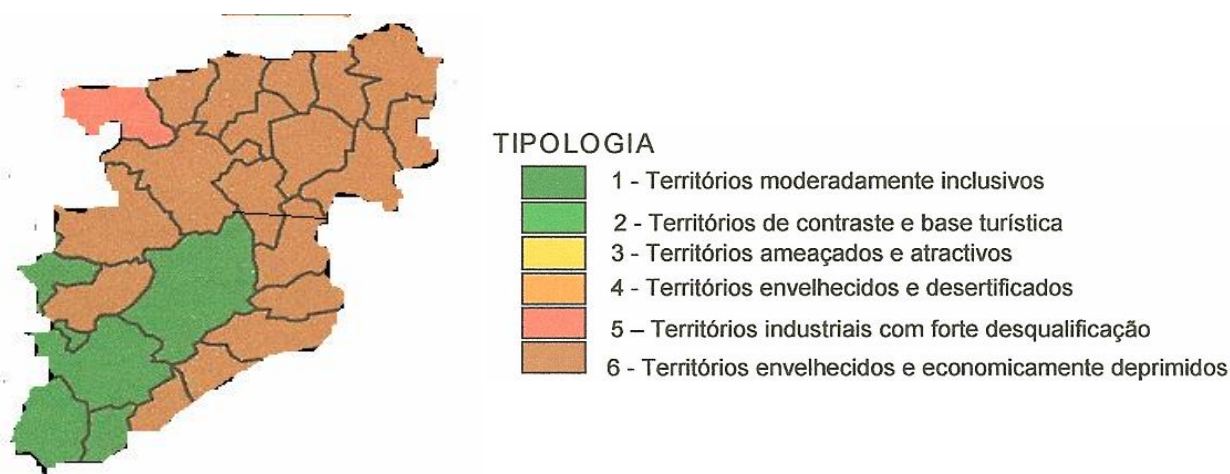 TIPOLOGIA
1 - Territórios moderadamente inclusivos
2 - Territórios de contraste e base turística
3 - Territórios ameaçados e atractivos
4 - Territórios envelhecidos e desertificados
5 – Territórios industriais com forte desqualificação
6 - Territórios envelhecidos e economicamente deprimidos